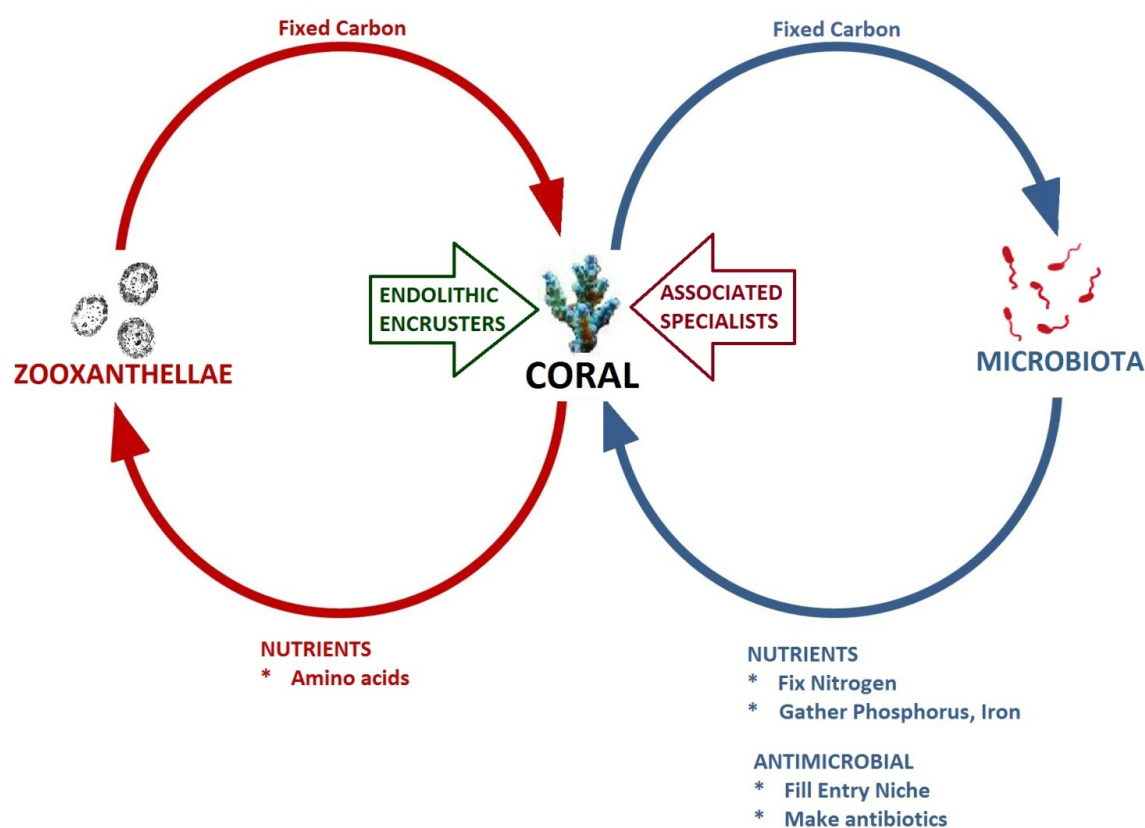 Fixed Carbon
Fixed Carbon
ENDOLITHIC
ENCRUSTERS
ASSOCIATED
SPECIALISTS
ZOOXANTHELLAE
CORAL
MICROBIOTA
NUTRIENTS
* Amino acids
NUTRIENTS
* Fix Nitrogen
* Gather Phosphorus, Iron
ANTIMICROBIAL
* Fill Entry Niche
* Make antibiotics